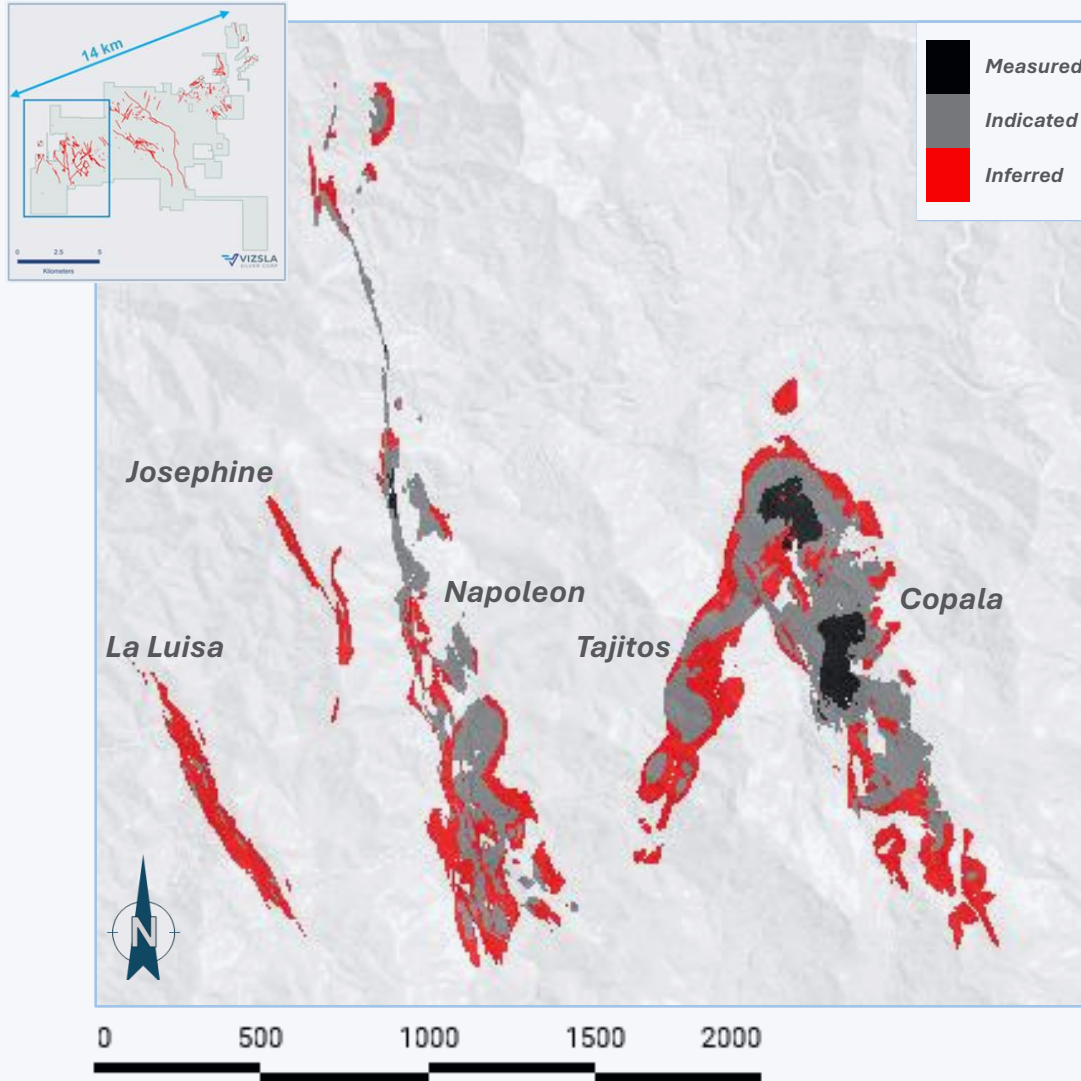 14 km
0 2.5 5
Kilometers
VIZSLA
SILVER CORP
Measured
Indicated
Inferred
Josephine
Napoleon
Copala
La Luisa
Tajitos
N
0 500 1000 1500 2000